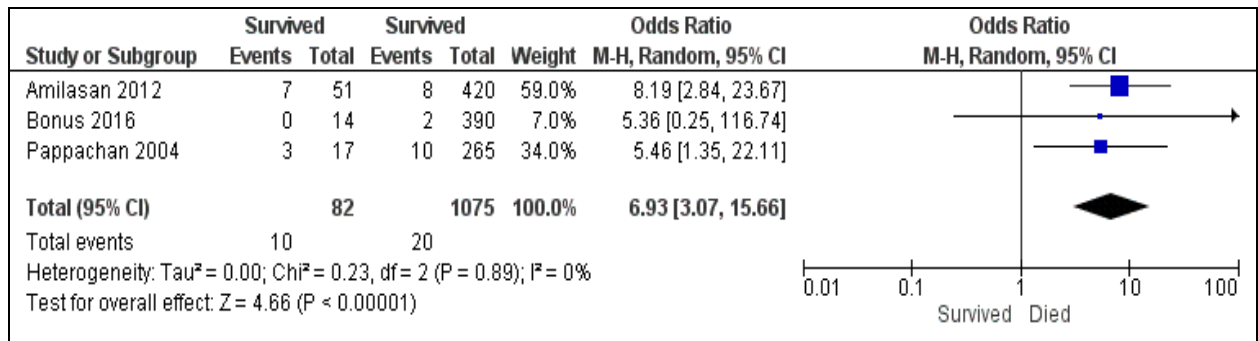 Survived Survived Odds Ratio Odds Ratio
Study or Subgroup Events Total Events Total Weight M-H, Random, 95% CI M-H, Random, 95% CI
Amilasan 2012 7 51 8 420 59.0% 8.19 [2.84, 23.67]
Bonus 2016 0 14 2 390 7.0% 5.36 [0.25, 116.74]
Pappachan 2004 3 17 10 265 34.0% 5.46 [1.35, 22.11]
Total (95% CI) 82 1075 100.0% 6.93 [3.07, 15.66]
Total events 10 20
Heterogeneity: Tau² = 0.00; Chi² = 0.23, df = 2 (P = 0.89); I² = 0%
Test for overall effect: Z = 4.66 (P < 0.00001)
0.01 0.1 1 10 100
Survived Died